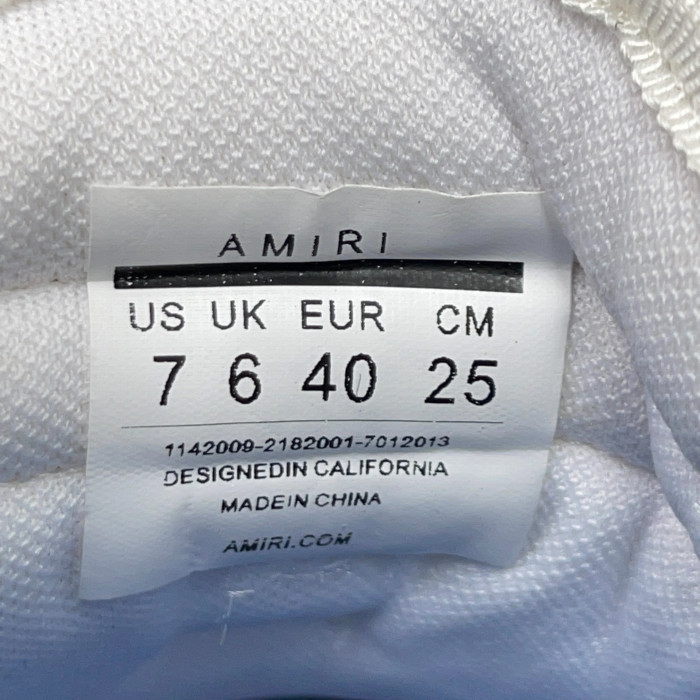 AMIRI
US UK EUR CM
7 6 40 25
1142009-2182001-7012013
DESIGNEDIN CALIFORNIA
MADEIN CHINA
AMIRI.COM